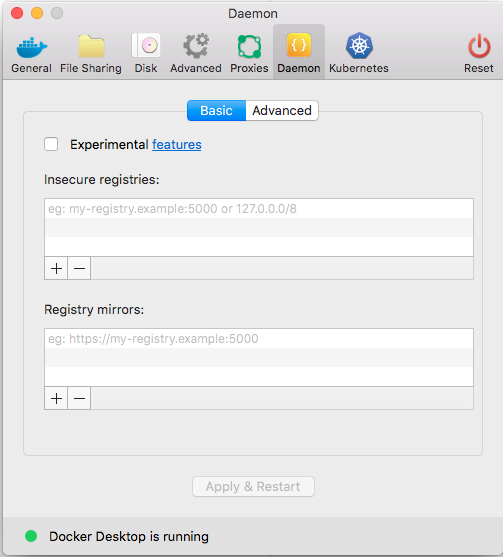 Daemon
General File Sharing Disk Advanced Proxies Daemon Kubernetes Reset
Basic Advanced
Experimental features
Insecure registries:
eg: my-registry.example:5000 or 127.0.0.0/8
+ −
Registry mirrors:
eg: https://my-registry.example:5000
+ −
Apply & Restart
Docker Desktop is running